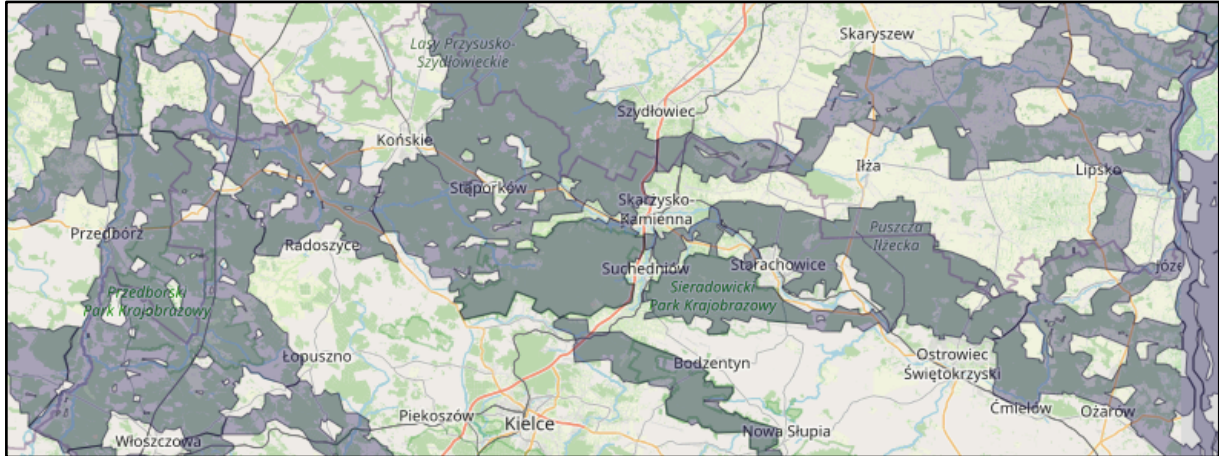 Skaryszew
Lasy Przysusko-
Szydłowieckie
Szydłowiec
Końskie
Iłża
Lipsko
Stąporków
Skarżysko-
Kamienna
Przedbórz
Radoszyce
Puszcza
Iłżecka
Suchedniów
Starachowice
józe
Sieradowicki
Park Krajobrazowy
Przedborski
Park Krajobrazowy
Łopuszno
Bodzentyn
Ostrowiec
Świętokrzyski
Piekoszów
Kielce
Ćmielów
Ożarów
Włoszczowa
Nowa Słupia